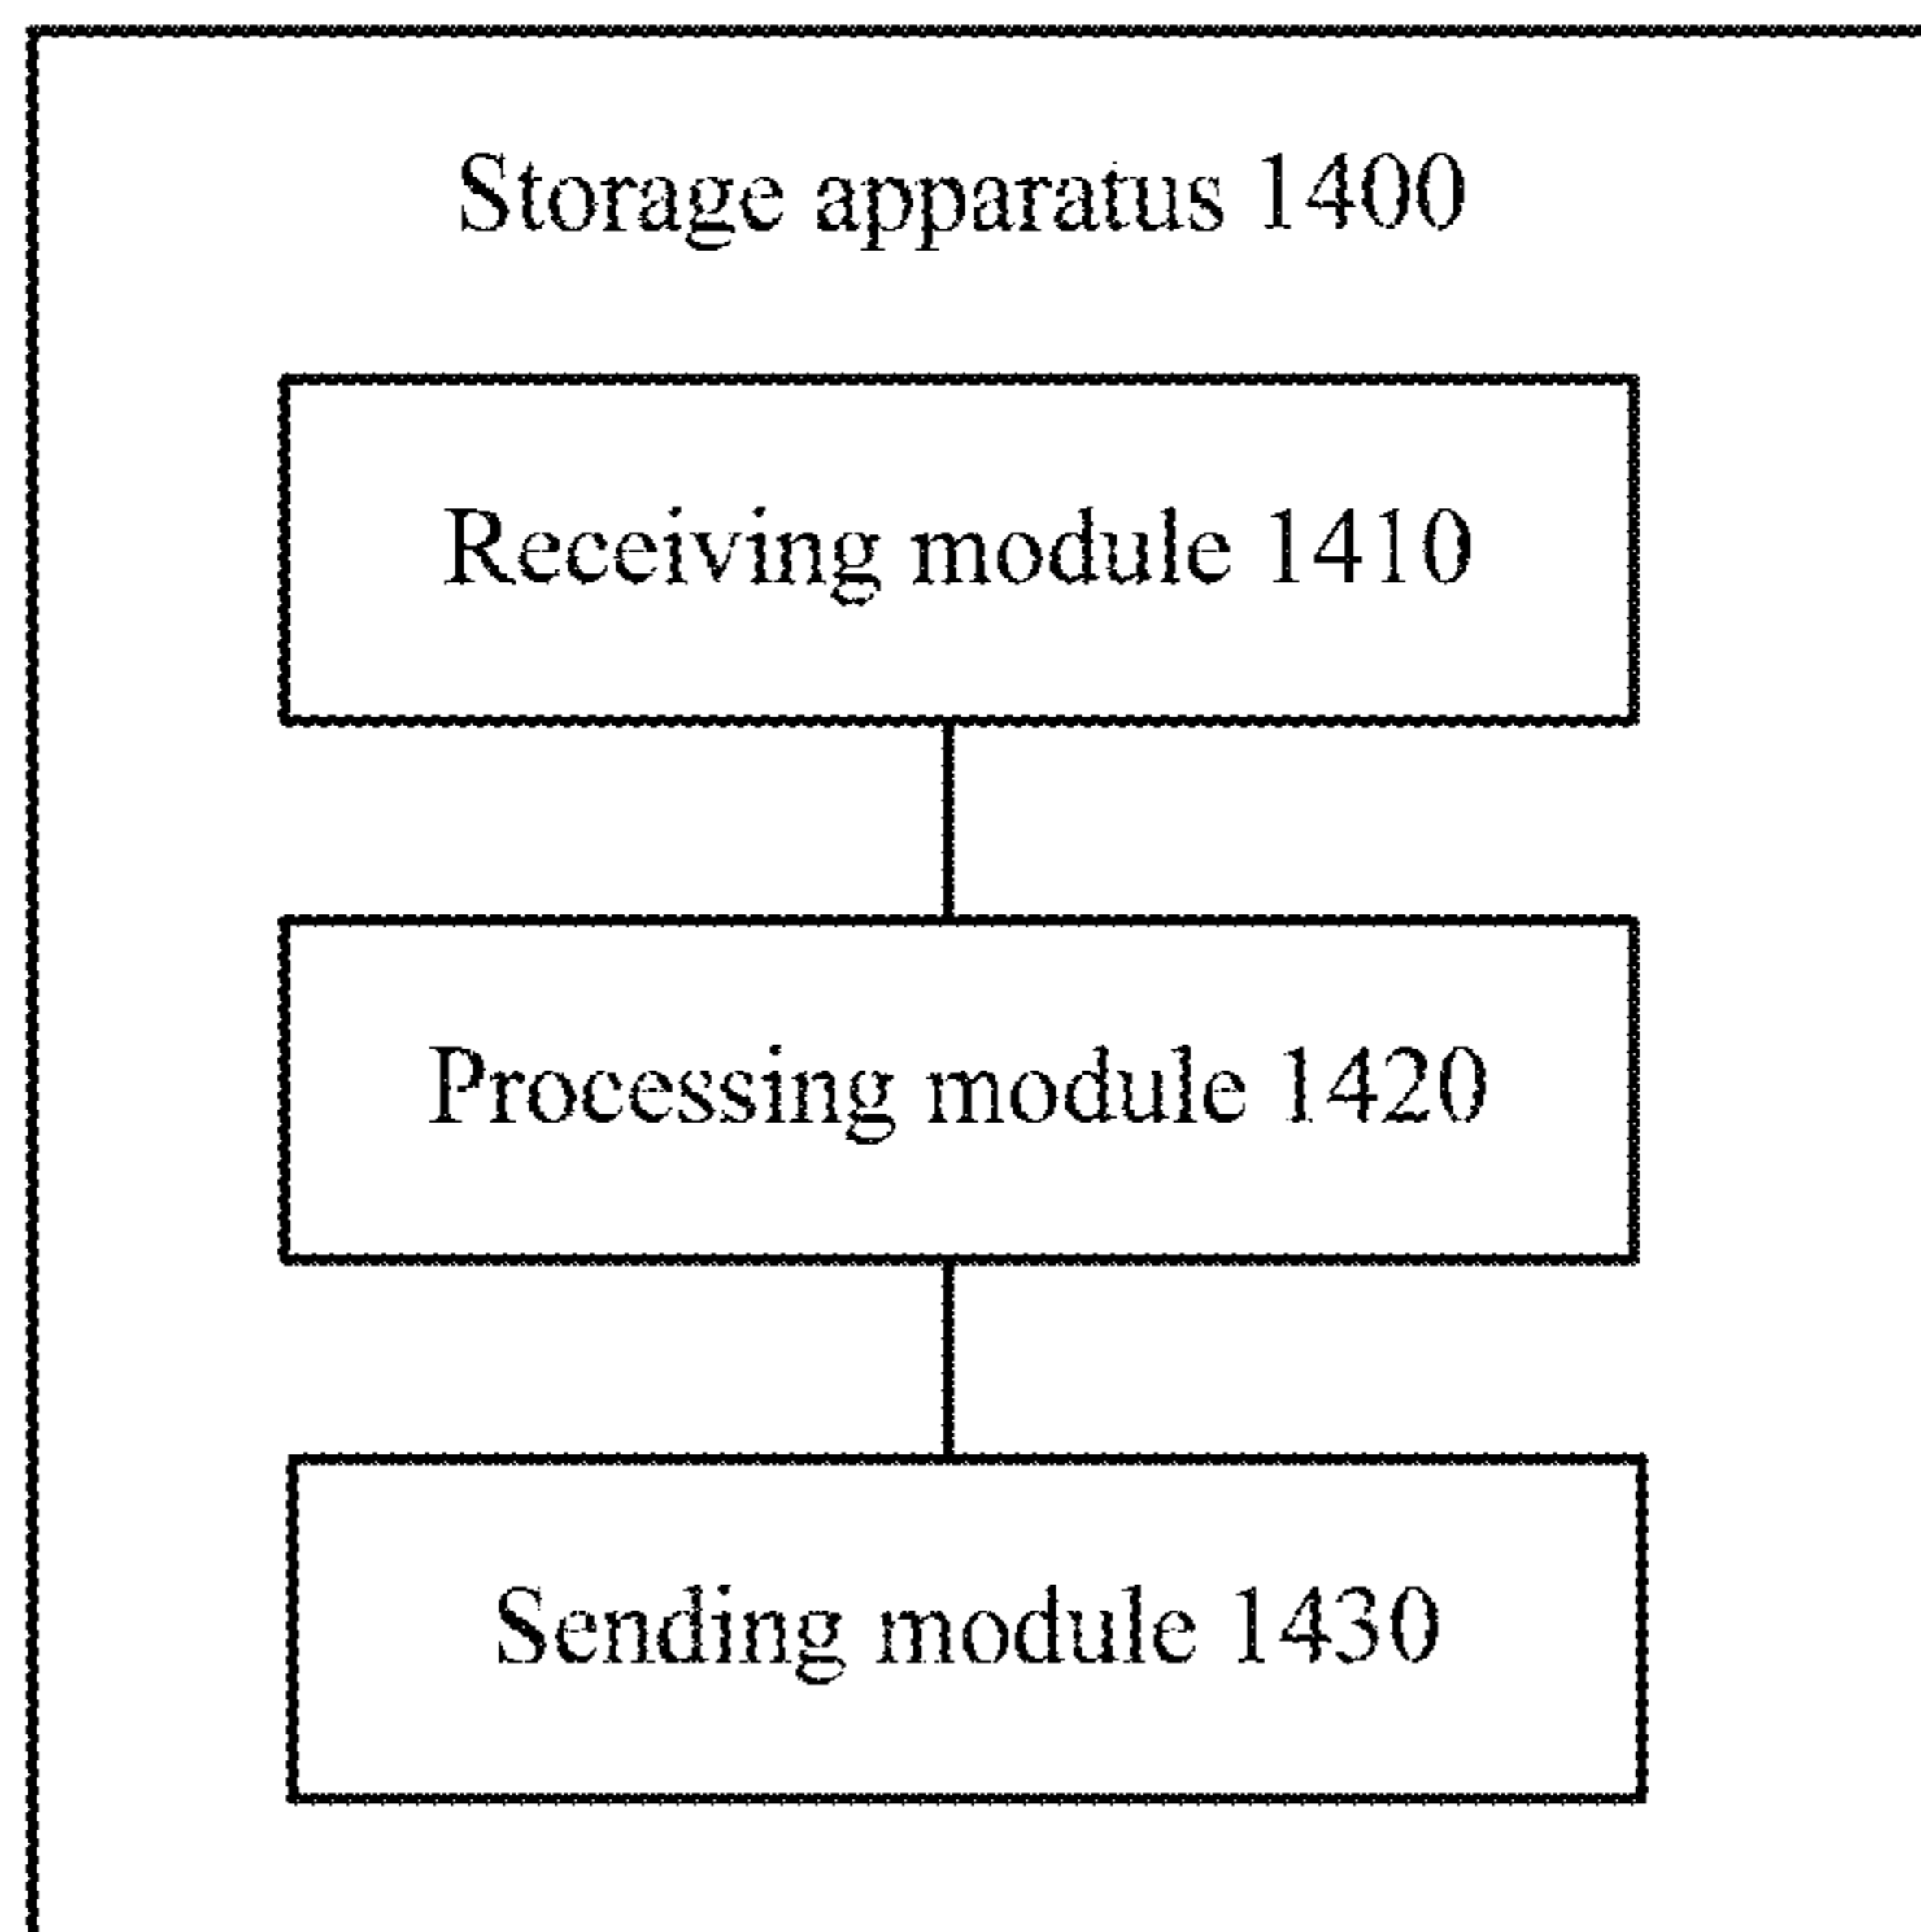 Storage apparatus 1400
Receiving module 1410
Processing module 1420
Sending module 1430